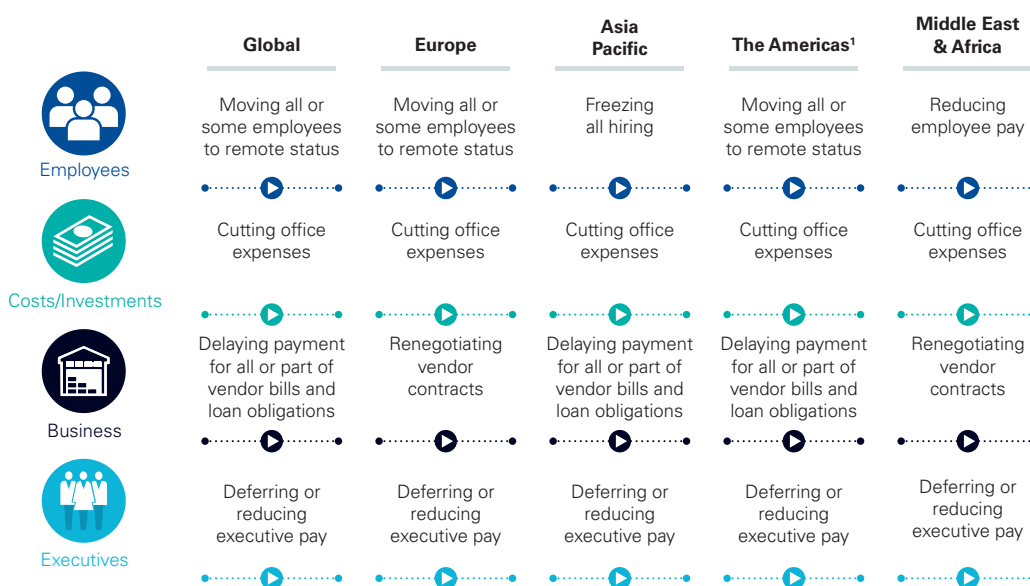 Global
Europe
Asia
Pacific
The Americas¹
Middle East
& Africa
Employees
Moving all or
some employees
to remote status
Moving all or
some employees
to remote status
Freezing
all hiring
Moving all or
some employees
to remote status
Reducing
employee pay
Costs/Investments
Cutting office
expenses
Cutting office
expenses
Cutting office
expenses
Cutting office
expenses
Cutting office
expenses
Business
Delaying payment
for all or part of
vendor bills and
loan obligations
Renegotiating
vendor
contracts
Delaying payment
for all or part of
vendor bills and
loan obligations
Delaying payment
for all or part of
vendor bills and
loan obligations
Renegotiating
vendor
contracts
Executives
Deferring or
reducing
executive pay
Deferring or
reducing
executive pay
Deferring or
reducing
executive pay
Deferring or
reducing
executive pay
Deferring or
reducing
executive pay